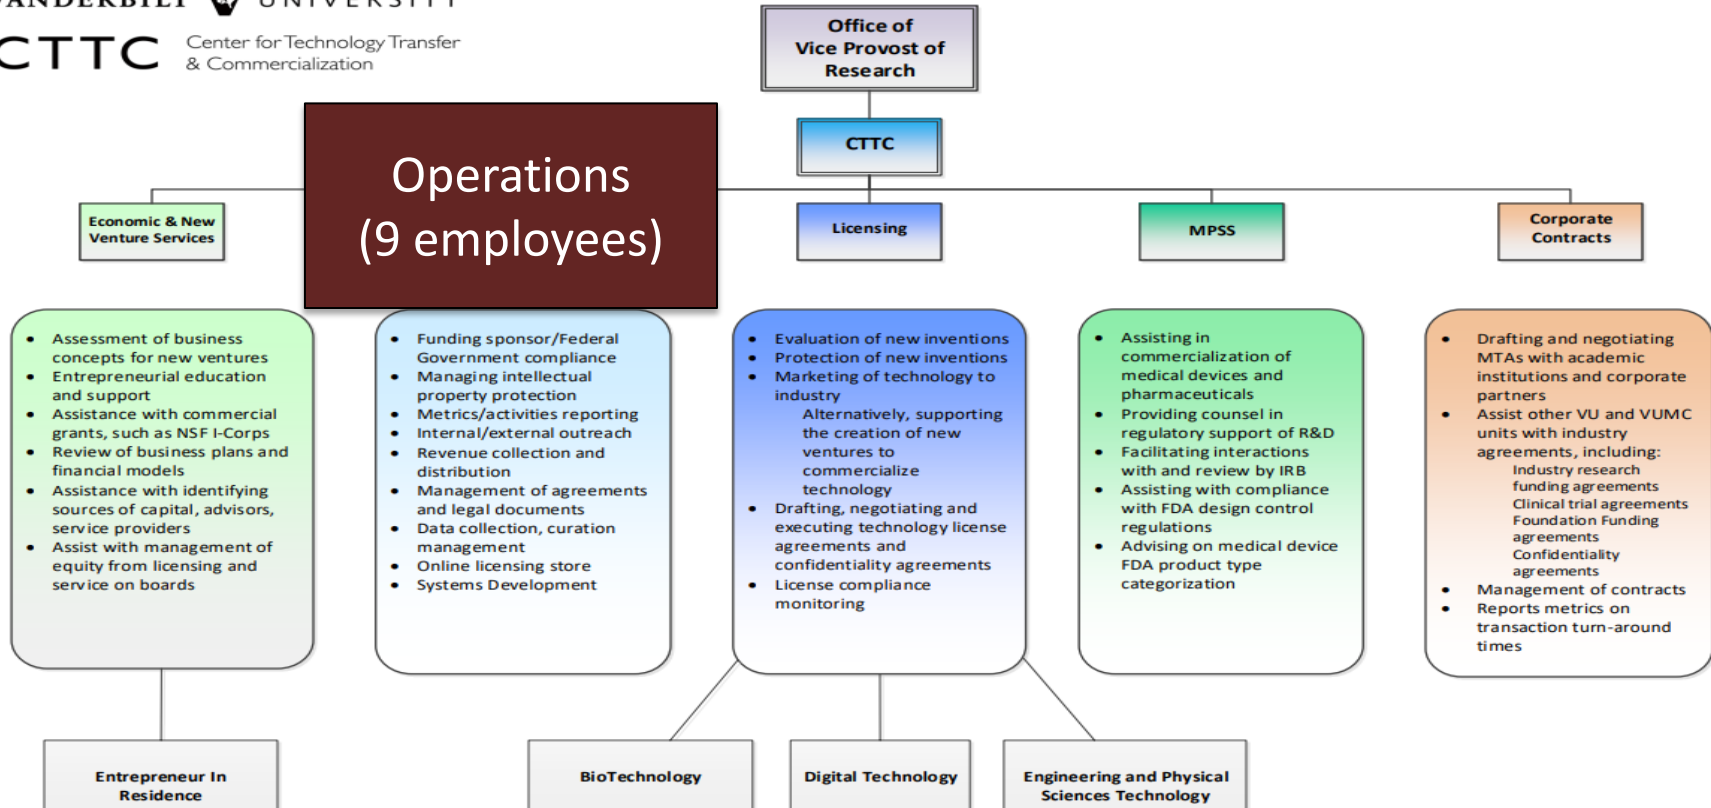 VANDERBILT UNIVERSITY
CTTC
Center for Technology Transfer
& Commercialization
Office of
Vice Provost of
Research
CTTC
Operations
(9 employees)
Economic & New
Venture Services
Licensing
MPSS
Corporate
Contracts
• Assessment of business
concepts for new ventures
• Entrepreneurial education
and support
• Assistance with commercial
grants, such as NSF I-Corps
• Review of business plans and
financial models
• Assistance with identifying
sources of capital, advisors,
service providers
• Assist with management of
equity from licensing and
service on boards
• Funding sponsor/Federal
Government compliance
• Managing intellectual
property protection
• Metrics/activities reporting
• Internal/external outreach
• Revenue collection and
distribution
• Management of agreements
and legal documents
• Data collection, curation
management
• Online licensing store
• Systems Development
• Evaluation of new inventions
• Protection of new inventions
• Marketing of technology to
industry
Alternatively, supporting
the creation of new
ventures to
commercialize
technology
• Drafting, negotiating and
executing technology license
agreements and
confidentiality agreements
• License compliance
monitoring
• Assisting in
commercialization of
medical devices and
pharmaceuticals
• Providing counsel in
regulatory support of R&D
• Facilitating interactions
with and review by IRB
• Assisting with compliance
with FDA design control
regulations
• Advising on medical device
FDA product type
categorization
• Drafting and negotiating
MTAs with academic
institutions and corporate
partners
• Assist other VU and VUMC
units with industry
agreements, including:
Industry research
funding agreements
Clinical trial agreements
Foundation Funding
agreements
Confidentiality
agreements
• Management of contracts
• Reports metrics on
transaction turn-around
times
Entrepreneur In
Residence
BioTechnology
Digital Technology
Engineering and Physical
Sciences Technology